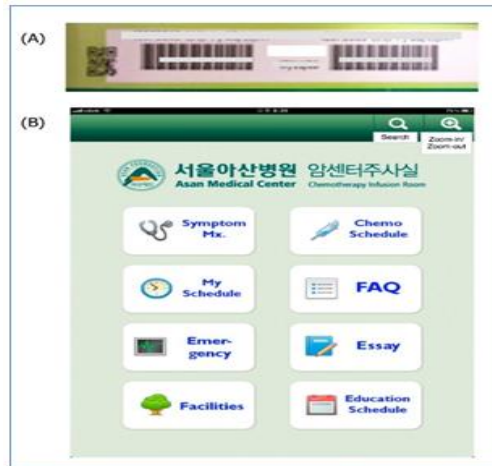 (A)
(B)
Search
Zoom-in/
Zoom-out
서울아산병원 암센터주사실
Asan Medical Center Chemotherapy Infusion Room
Symptom
Mx.
Chemo
Schedule
My
Schedule
FAQ
Emer-
gency
Essay
Facilities
Education
Schedule